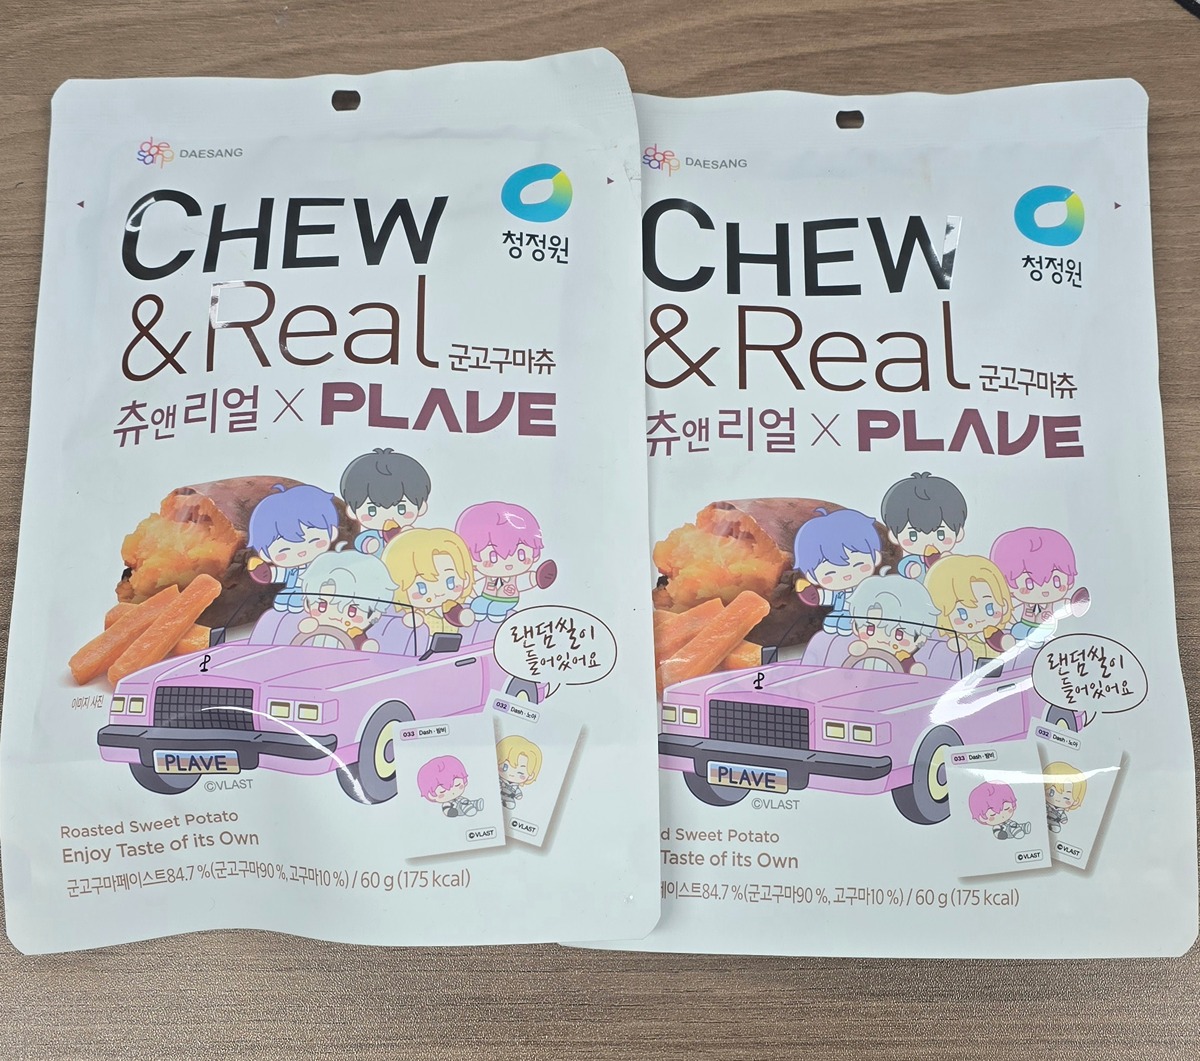 daesang DAESANG
청정원
CHEW
& Real 군고구마츄
츄앤리얼 X PLAVE
랜덤씰이
들어있어요
이미지 사진
032 Dash · 노아
033 Dash · 밤비
PLAVE
©VLAST
©VLAST
©VLAST
Roasted Sweet Potato
Enjoy Taste of its Own
군고구마페이스트84.7%(군고구마90%, 고구마10%) / 60 g (175 kcal)
daesang DAESANG
청정원
CHEW
& Real 군고구마츄
츄앤리얼 X PLAVE
랜덤씰이
들어있어요
032 Dash · 노아
033 Dash · 밤비
PLAVE
©VLAST
©VLAST
©VLAST
d Sweet Potato
Taste of its Own
페이스트84.7%(군고구마90%, 고구마10%) / 60 g (175 kcal)